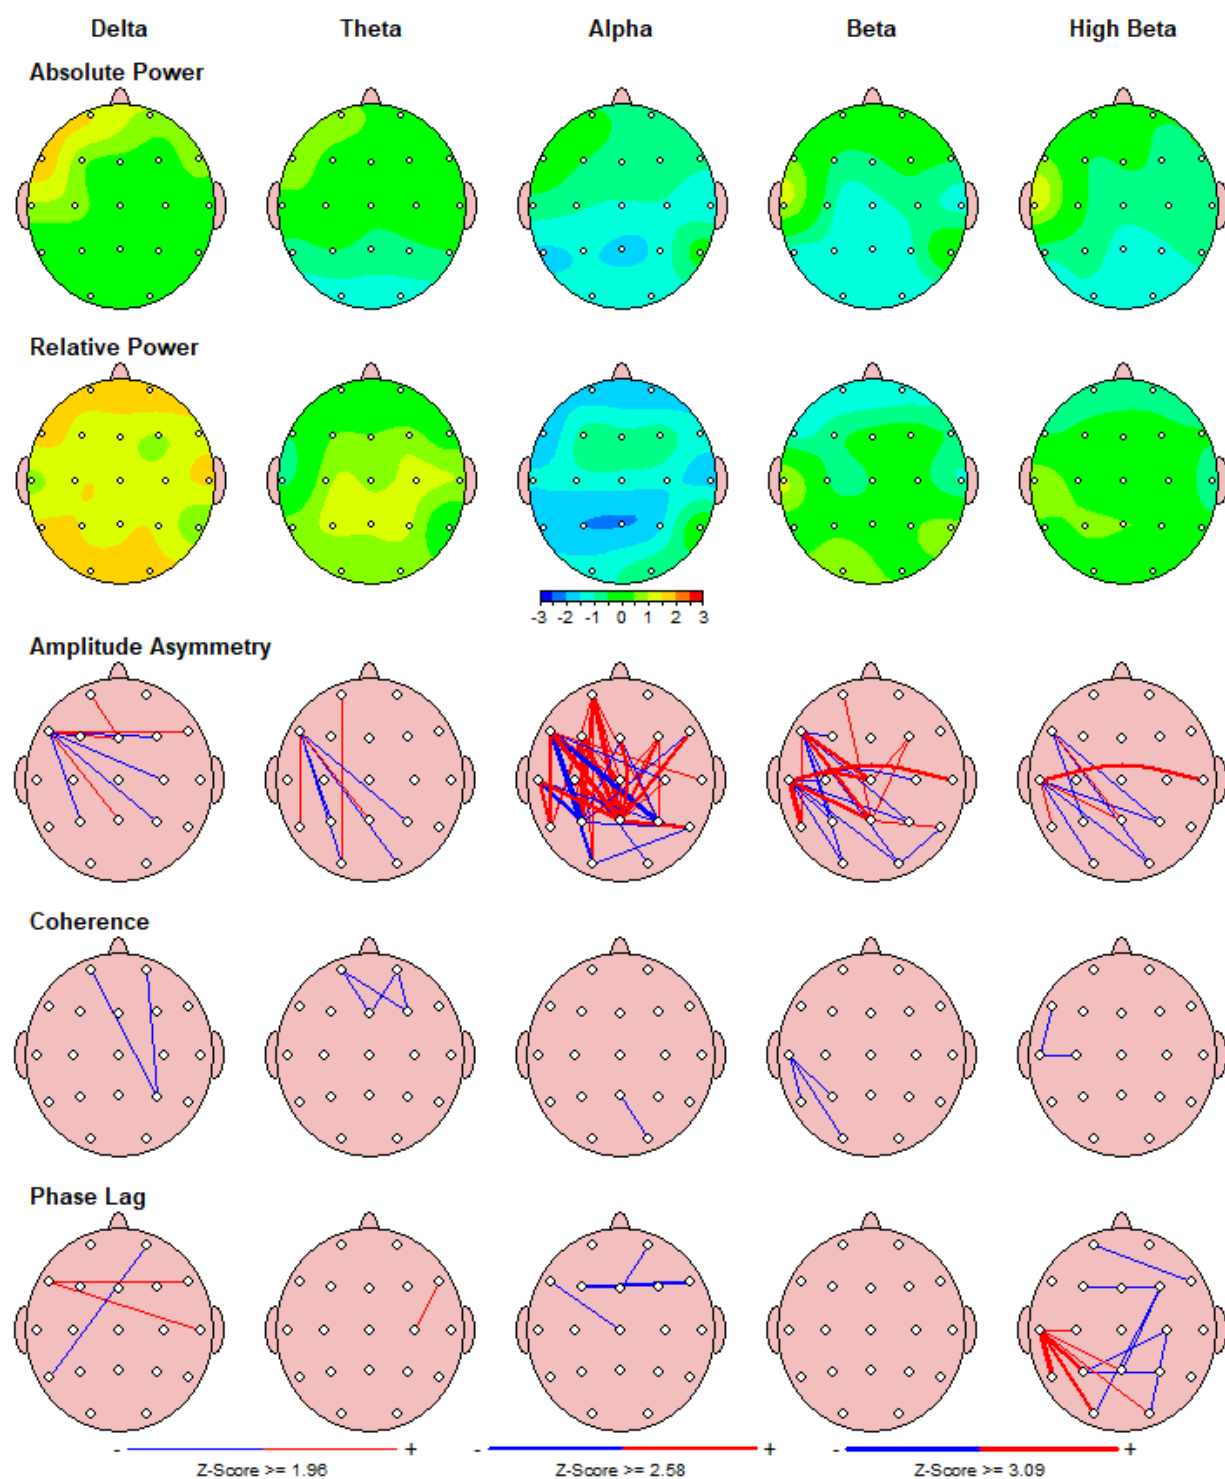 Delta Theta Alpha Beta High Beta
Absolute Power
Relative Power
-3 -2 -1 0 1 2 3
Amplitude Asymmetry
Coherence
Phase Lag
- + - + - +
Z-Score >= 1.96 Z-Score >= 2.58 Z-Score >= 3.09